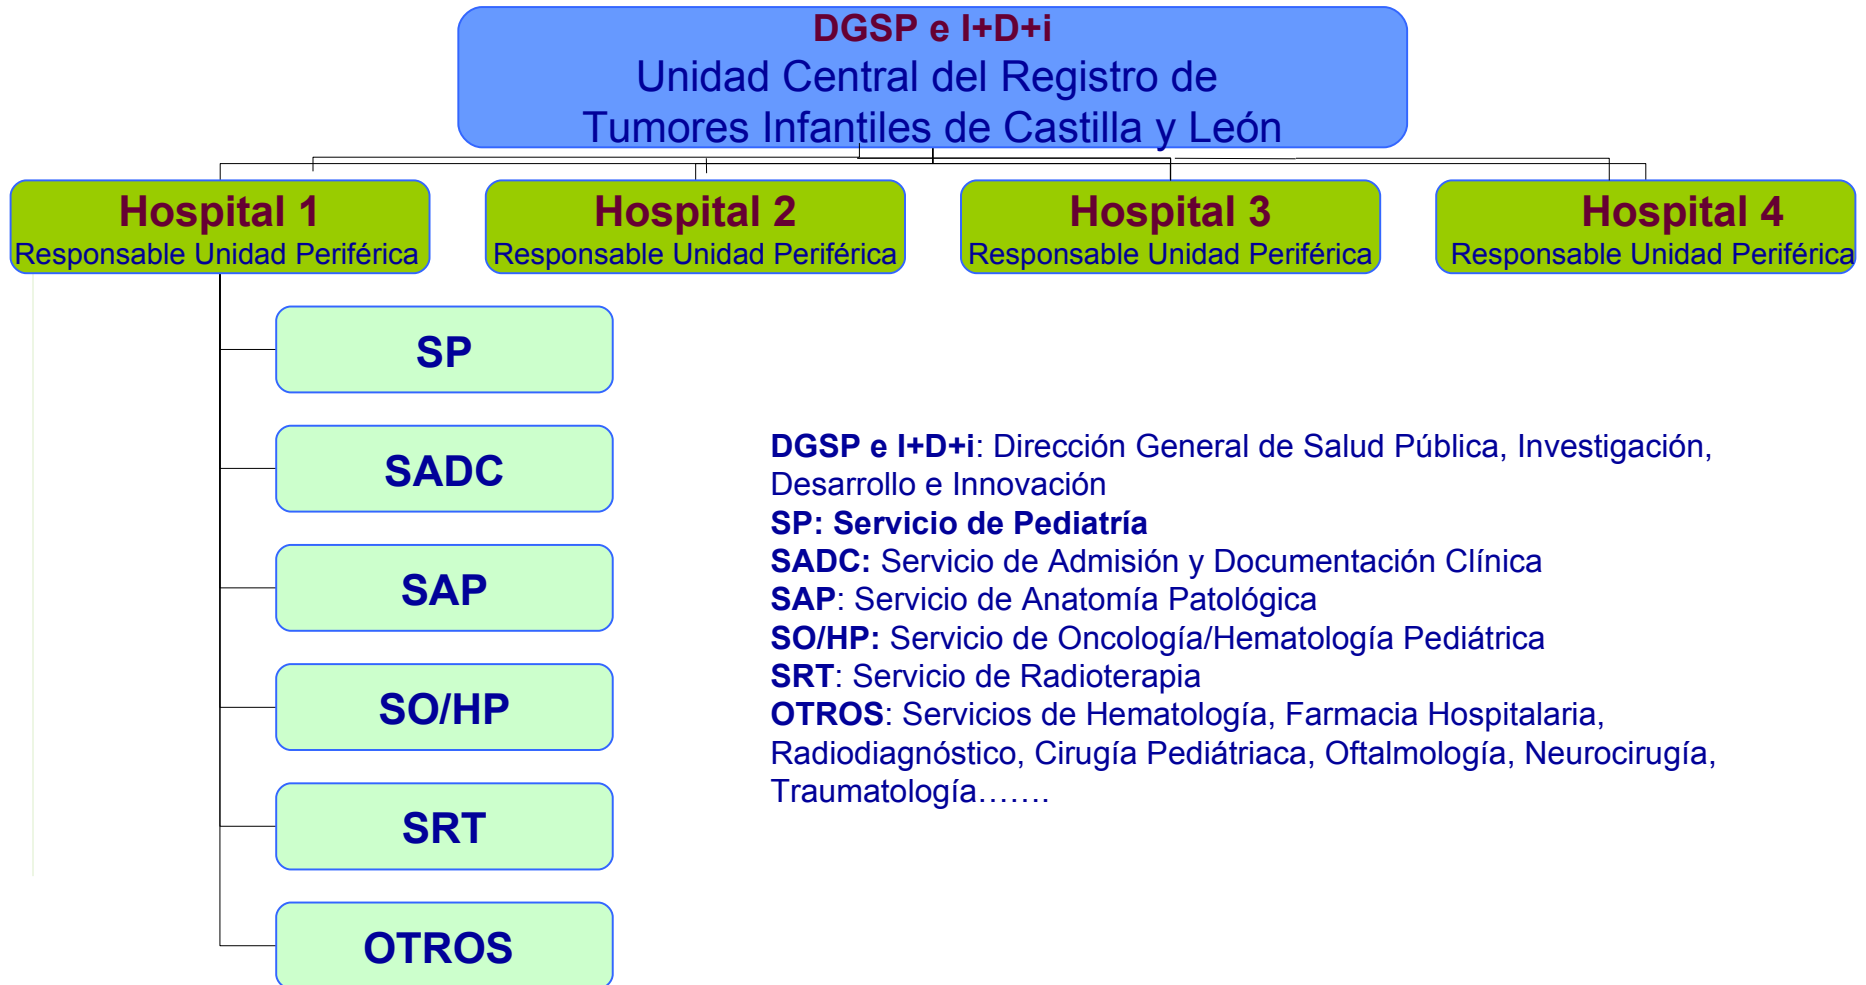 DGSP e I+D+i
Unidad Central del Registro de
Tumores Infantiles de Castilla y León
Hospital 1
Responsable Unidad Periférica
Hospital 2
Responsable Unidad Periférica
Hospital 3
Responsable Unidad Periférica
Hospital 4
Responsable Unidad Periférica
SP
SADC
SAP
SO/HP
SRT
OTROS
DGSP e I+D+i: Dirección General de Salud Pública, Investigación,
Desarrollo e Innovación
SP: Servicio de Pediatría
SADC: Servicio de Admisión y Documentación Clínica
SAP: Servicio de Anatomía Patológica
SO/HP: Servicio de Oncología/Hematología Pediátrica
SRT: Servicio de Radioterapia
OTROS: Servicios de Hematología, Farmacia Hospitalaria,
Radiodiagnóstico, Cirugía Pediátriaca, Oftalmología, Neurocirugía,
Traumatología.......